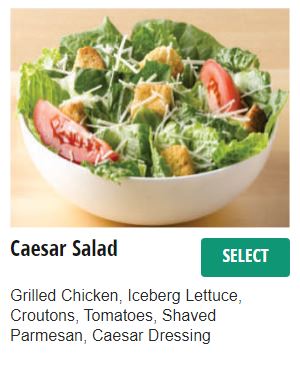 Caesar Salad
SELECT
Grilled Chicken, Iceberg Lettuce,
Croutons, Tomatoes, Shaved
Parmesan, Caesar Dressing